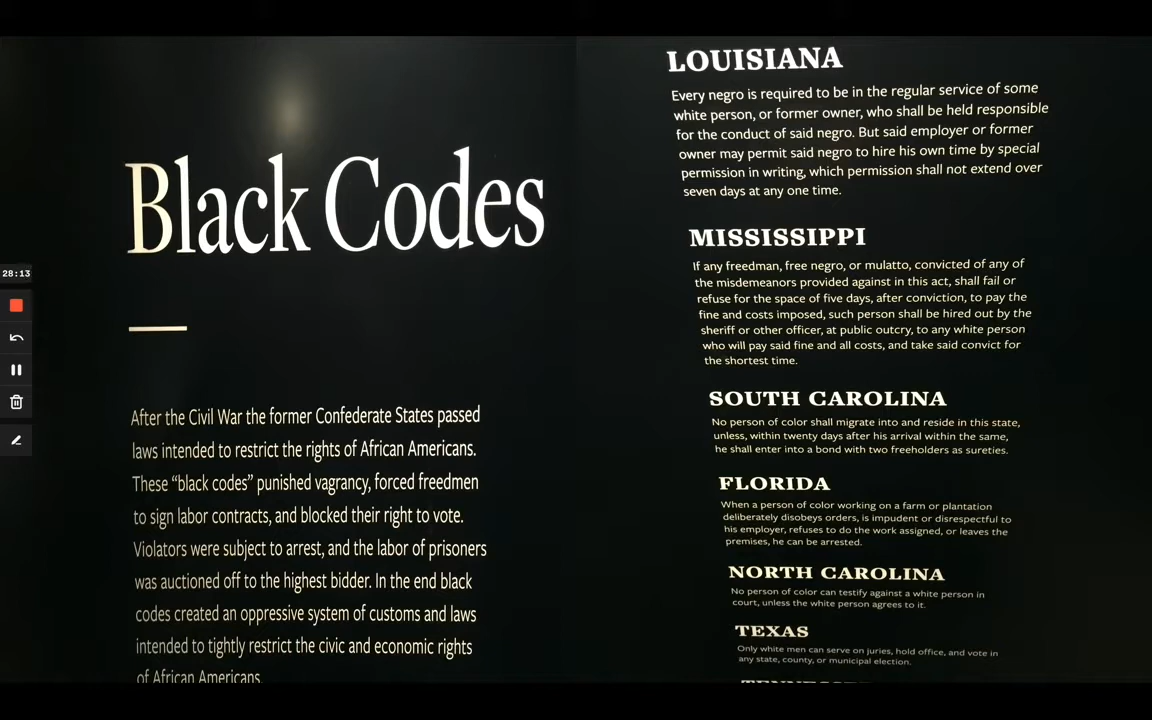 Black Codes
After the Civil War the former Confederate States passed
laws intended to restrict the rights of African Americans.
These “black codes” punished vagrancy, forced freedmen
to sign labor contracts, and blocked their right to vote.
Violators were subject to arrest, and the labor of prisoners
was auctioned off to the highest bidder. In the end black
codes created an oppressive system of customs and laws
intended to tightly restrict the civic and economic rights
of African Americans.
LOUISIANA
Every negro is required to be in the regular service of some
white person, or former owner, who shall be held responsible
for the conduct of said negro. But said employer or former
owner may permit said negro to hire his own time by special
permission in writing, which permission shall not extend over
seven days at any one time.
MISSISSIPPI
If any freedman, free negro, or mulatto, convicted of any of
the misdemeanors provided against in this act, shall fail or
refuse for the space of five days, after conviction, to pay the
fine and costs imposed, such person shall be hired out by the
sheriff or other officer, at public outcry, to any white person
who will pay said fine and all costs, and take said convict for
the shortest time.
SOUTH CAROLINA
No person of color shall migrate into and reside in this state,
unless, within twenty days after his arrival within the same,
he shall enter into a bond with two freeholders as sureties.
FLORIDA
When a person of color working on a farm or plantation
deliberately disobeys orders, is impudent or disrespectful to
his employer, refuses to do the work assigned, or leaves the
premises, he can be arrested.
NORTH CAROLINA
No person of color can testify against a white person in
court, unless the white person agrees to it.
TEXAS
Only white men can serve on juries, hold office, and vote in
any state, county, or municipal election.
28:13